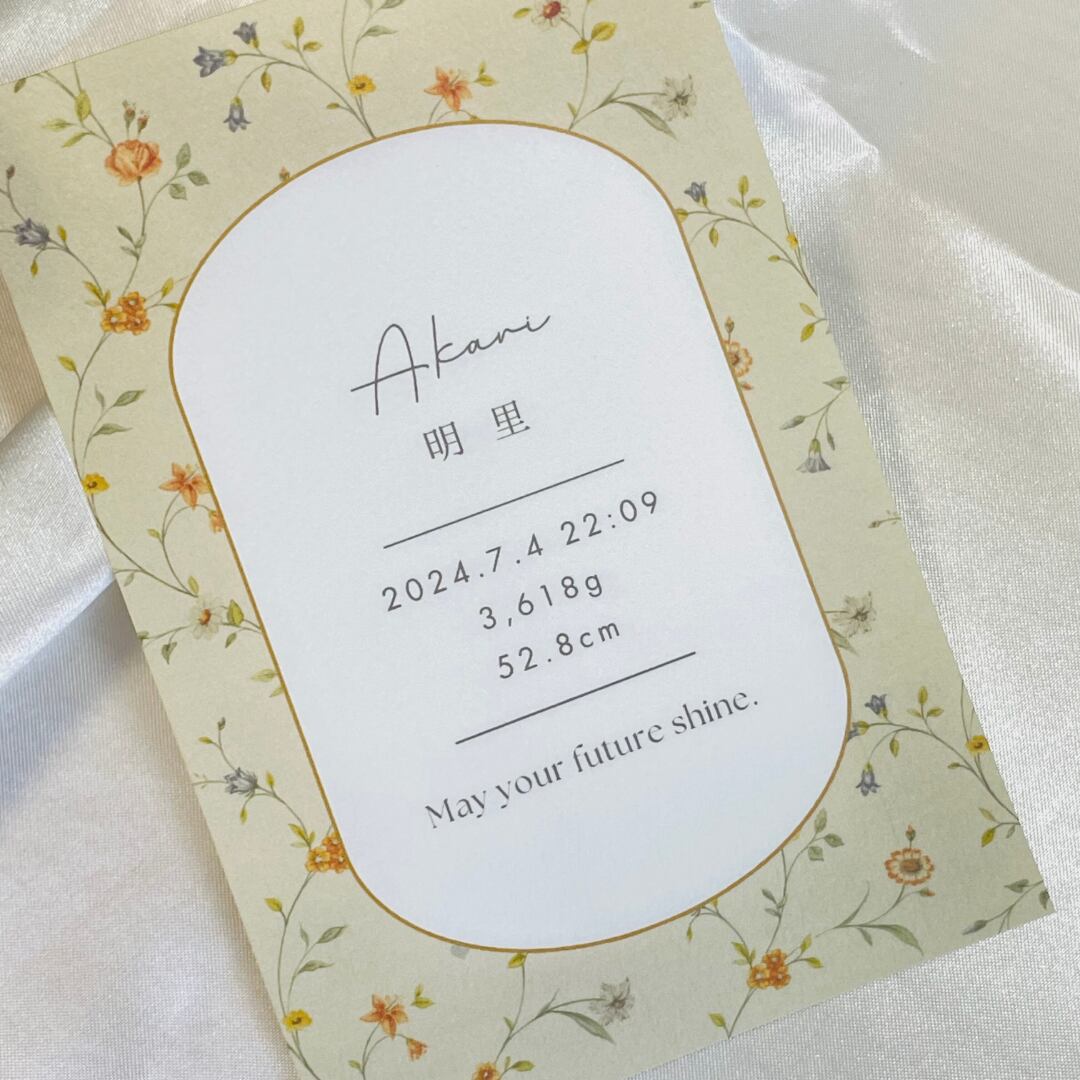 Akari
明里
2024.7.4 22:09
3,618g
52.8cm
May your future shine.